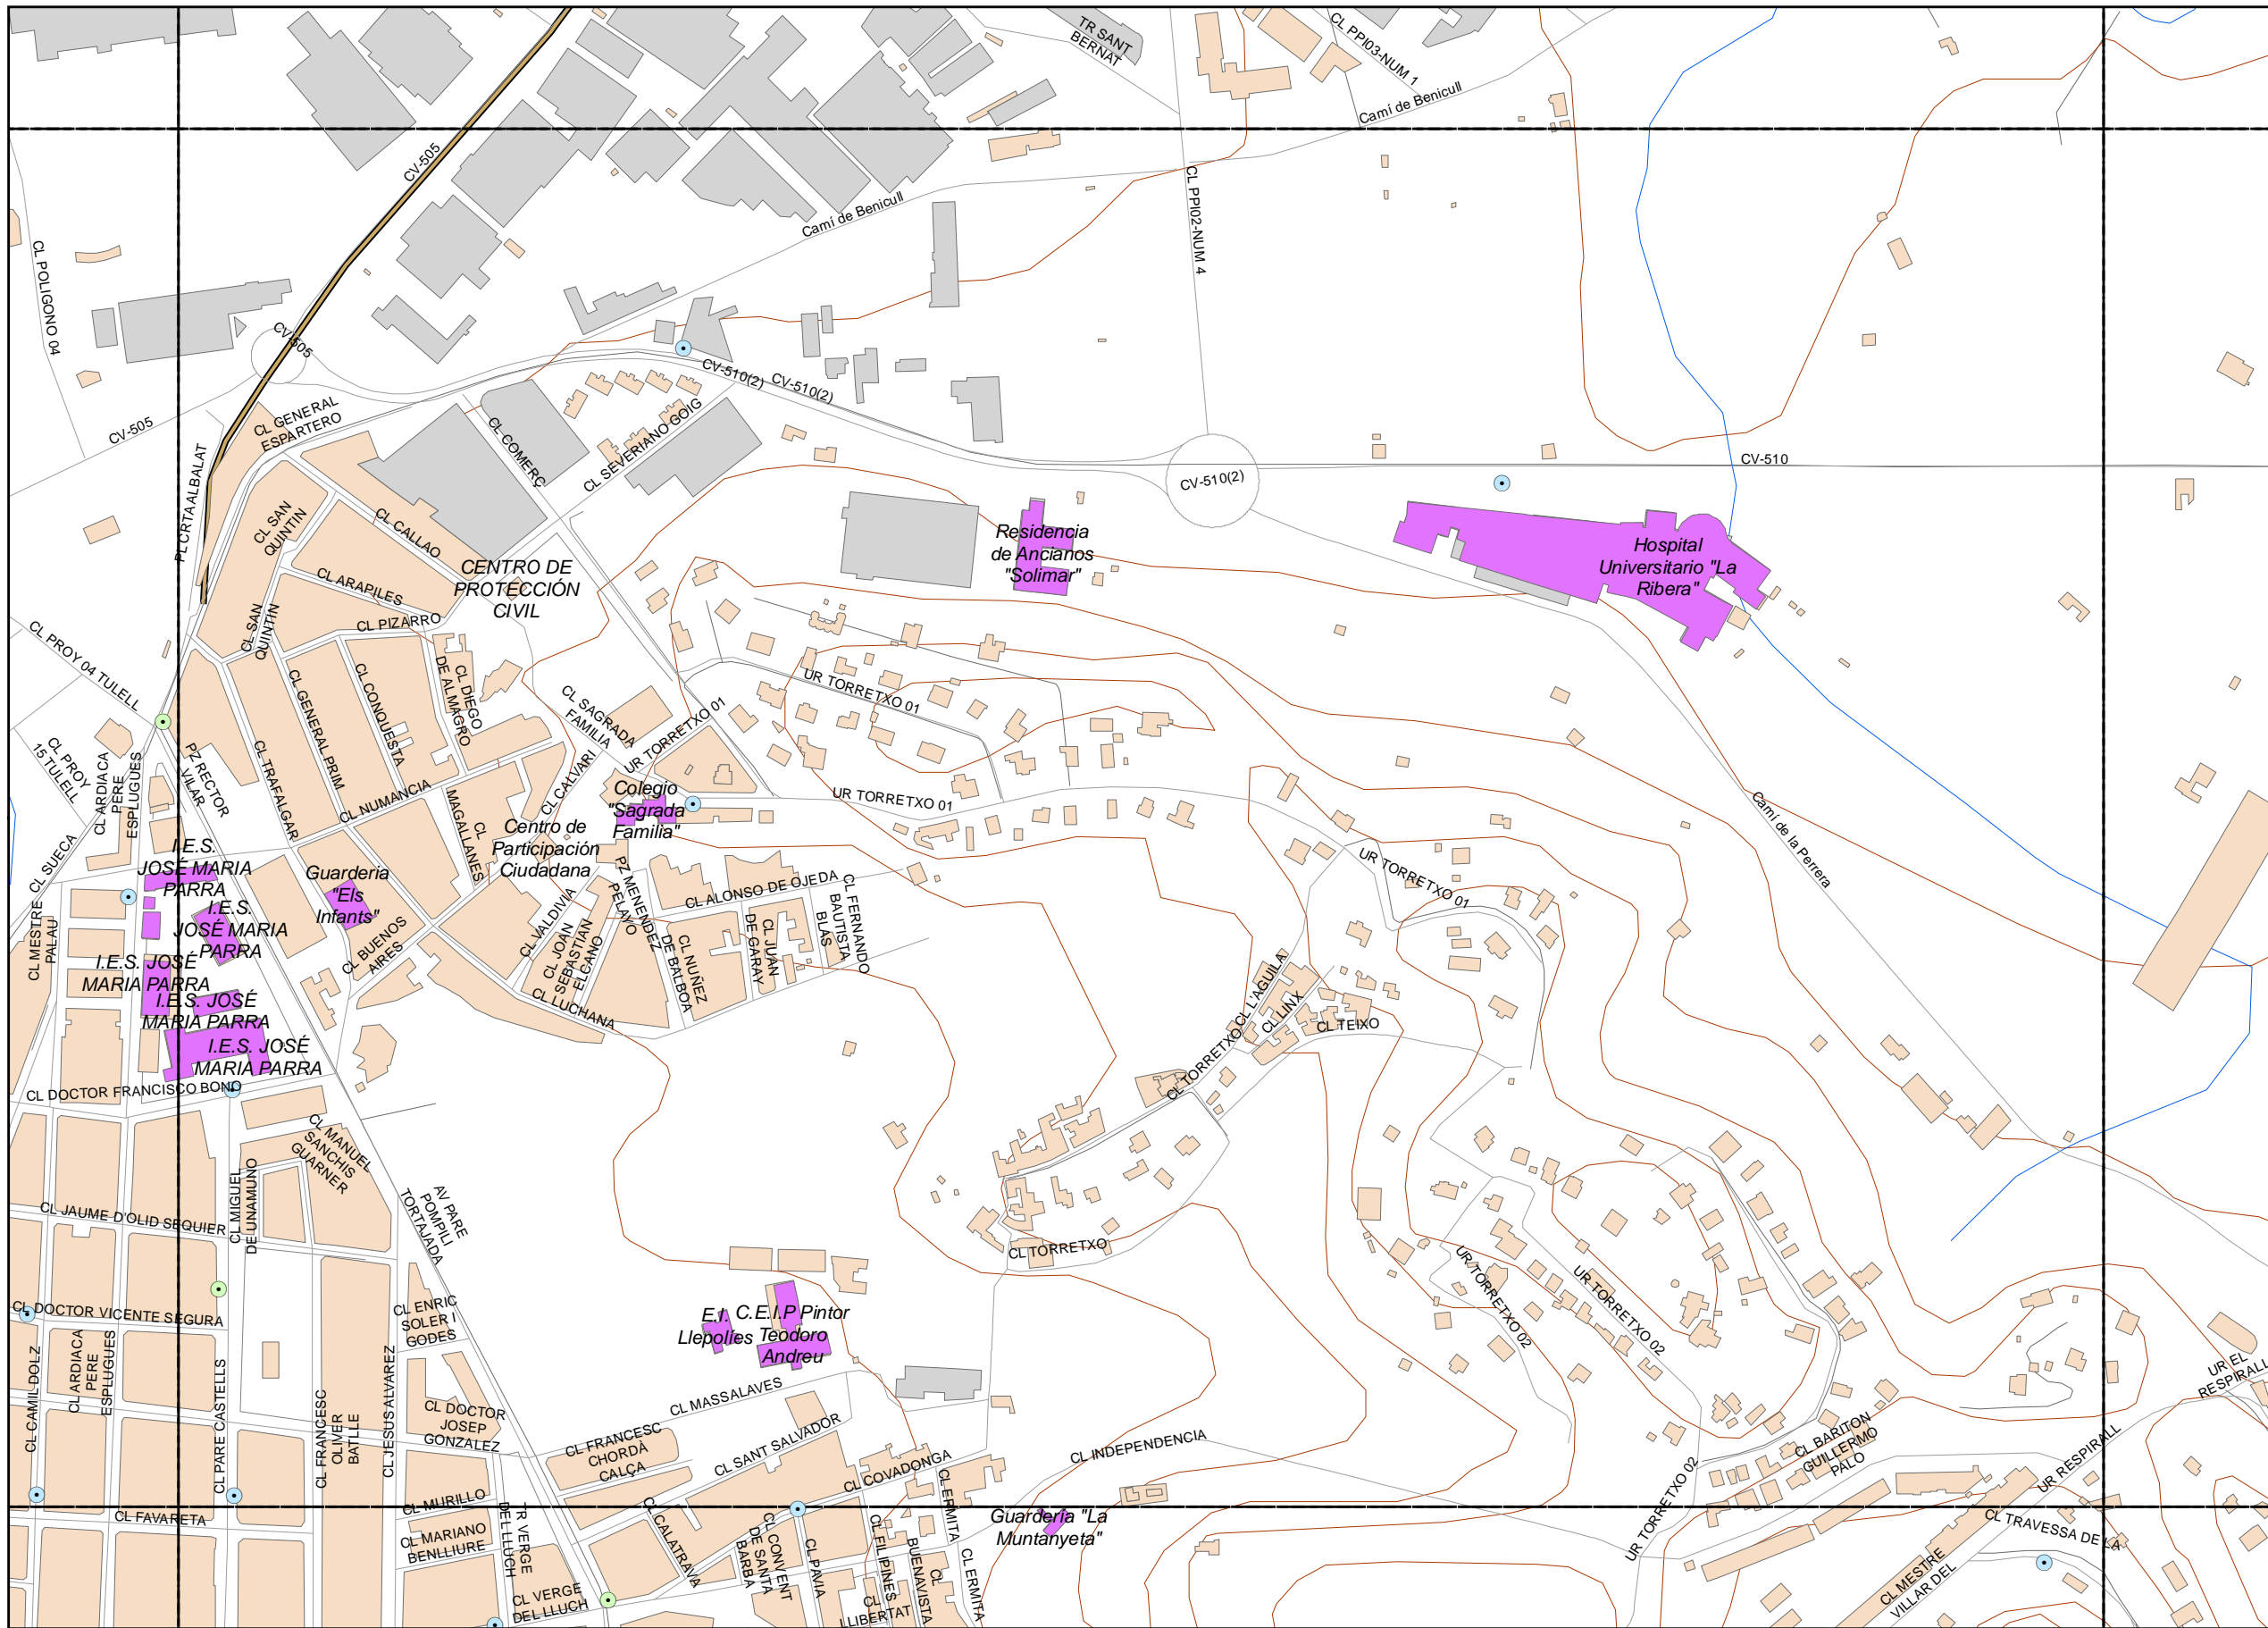 TR SANT
BERNAT
CL PPI03-NUM 1
Camí de Benicull
CV-505
CL PPI02-NUM 4
Camí de Benicull
CL POLIGONO 04
CV-505
CV-510(2)
CV-510(2)
CL GENERAL
ESPARTERO
CL COMERÇ
CL SEVERIANO GOIG
CV-505
PLCRTAALBALAT
CV-510
CV-510(2)
CL SAN
QUINTIN
CL CALLAO
Residencia
de Ancianos
"Solimar"
Hospital
Universitario "La
Ribera"
CENTRO DE
PROTECCIÓN
CIVIL
CL ARAPILES
CL PIZARRO
CL SAN
QUINTIN
CL PROY 04 TULELL
CL DIEGO
DE ALMAGRO
CL CONQUESTA
CL GENERAL PRIM
CL SAGRADA
FAMILIA
UR TORRETXO 01
UR TORRETXO 01
CL PROY
15 TULELL
CL ARDIACA
PERE
ESPLUGUES
PZ RECTOR
VILAR
CL TRAFALGAR
CL NUMANCIA
CL CALVARI
Colegio
"Sagrada
Familia"
UR TORRETXO 01
CL
MAGALLANES
Centro de
Participación
Ciudadana
Camí de la Perrera
CL SUECA
I.E.S.
JOSÉ MARIA
PARRA
Guarderia
"Els
Infants"
PZ MENENDEZ
PELAYO
CL ALONSO DE OJEDA
CL FERNANDO
BAUTISTA
BLAS
UR TORRETXO 01
I.E.S.
JOSÉ MARIA
PARRA
CL MESTRE
PALAU
CL BUENOS
AIRES
CL VALDIVIA
CL JOAN
SEBASTIAN
ELCANO
CL NUÑEZ
DE BALBOA
CL JUAN
DE GARAY
I.E.S. JOSÉ
MARIA PARRA
I.E.S. JOSÉ
MARIA PARRA
CL LUCHANA
CL L'AGUILA
CL LINX
CL TEIXO
I.E.S. JOSÉ
MARIA PARRA
CL TORRETXO
CL DOCTOR FRANCISCO BONO
CL MANUEL
SANCHIS
GUARNER
CL MIGUEL
DE UNAMUNO
AV PARE
POMPILI
TORTAJADA
CL JAUME D'OLID SEQUIER
CL TORRETXO
UR TORRETXO 02
UR TORRETXO 02
CL DOCTOR VICENTE SEGURA
CL ENRIC
SOLER I
GODES
E.I.
Llepolíes
C.E.I.P Pintor
Teodoro
Andreu
CL CAMIL DOLZ
CL ARDIACA
PERE
ESPLUGUES
CL PARE CASTELLS
CL FRANCESC
OLIVER
BATLLE
CL JESUS ALVAREZ
CL DOCTOR
JOSEP
GONZALEZ
CL MASSALAVES
CL FRANCESC
CHORDÀ
CALÇA
CL SANT SALVADOR
CL INDEPENDENCIA
CL COVADONGA
UR EL
RESPIRALL
CL BARITON
GUILLERMO
PALO
UR RESPIRALL
CL MURILLO
CL FAVARETA
CL MARIANO
BENLLIURE
TR VERGE
DEL LLUCH
CL CALATRAVA
CL CONVENT
DE SANTA
BARBA
CL PAVIA
CL FILIPINES
CL ERMITA
CL
BUENAVISTA
CL ERMITA
Guardería "La
Muntanyeta"
UR TORRETXO 02
CL TRAVESSA DE LA
CL MESTRE
VILLAR DEL
CL VERGE
DEL LLUCH
CL
LLIBERTAT